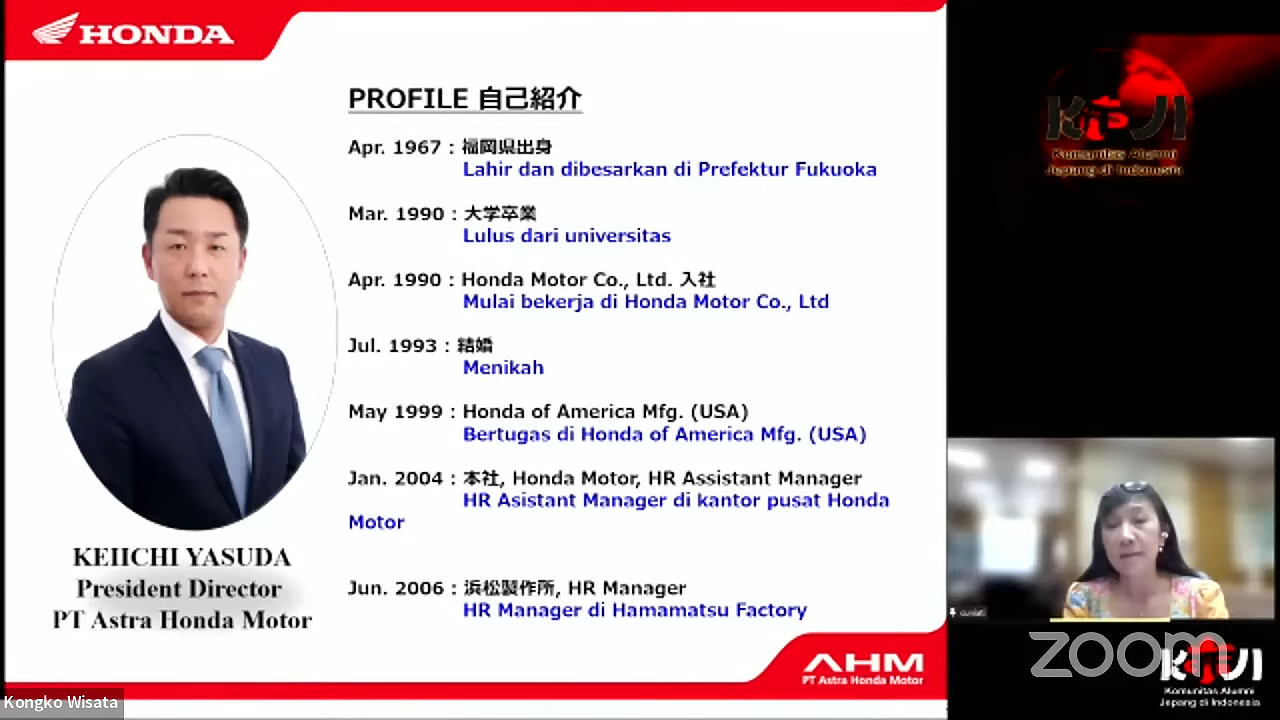 HONDA
PROFILE 自己紹介
Apr. 1967 : 福岡県出身
Lahir dan dibesarkan di Prefektur Fukuoka
Mar. 1990 : 大学卒業
Lulus dari universitas
Apr. 1990 : Honda Motor Co., Ltd. 入社
Mulai bekerja di Honda Motor Co., Ltd
Jul. 1993 : 結婚
Menikah
May 1999 : Honda of America Mfg. (USA)
Bertugas di Honda of America Mfg. (USA)
Jan. 2004 : 本社, Honda Motor, HR Assistant Manager
HR Asistant Manager di kantor pusat Honda
Motor
Jun. 2006 : 浜松製作所, HR Manager
HR Manager di Hamamatsu Factory
KEIICHI YASUDA
President Director
PT Astra Honda Motor
AHM
PT Astra Honda Motor
Kongko Wisata
KAJI
Komunitas Alumni
Jepang di Indonesia
zoom
KAJI
Komunitas Alumni
Jepang di Indonesia